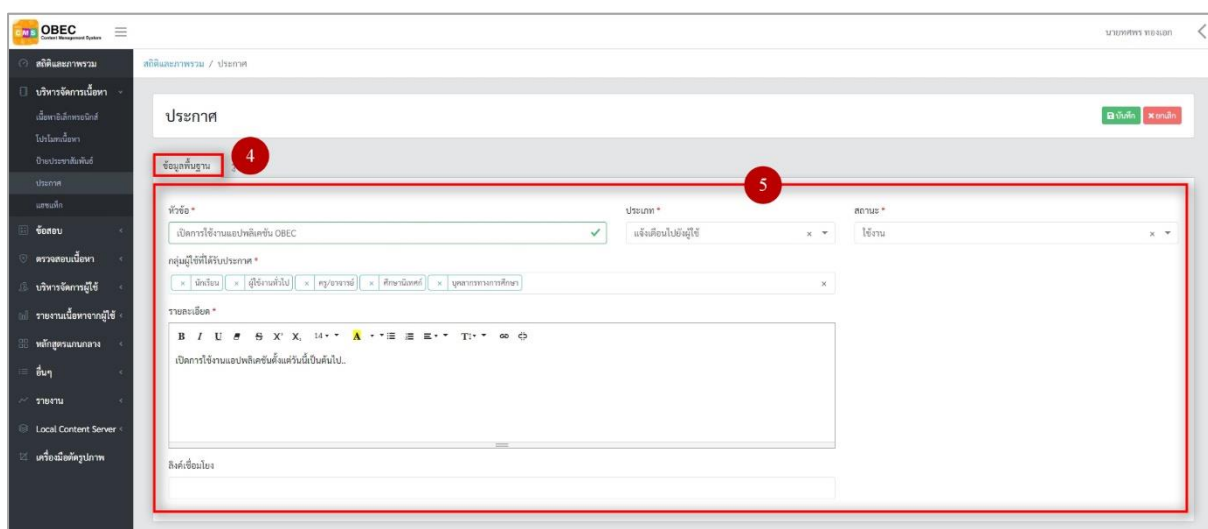 CMS OBEC
Content Management System
นายทศพร ทองเอก
สถิติและภาพรวม
สถิติและภาพรวม / ประกาศ
บริหารจัดการเนื้อหา
เนื้อหาอิเล็กทรอนิกส์
โปรโมทเนื้อหา
ป้ายประชาสัมพันธ์
ประกาศ
แฮชแท็ก
ข้อสอบ
ตรวจสอบเนื้อหา
บริหารจัดการผู้ใช้
รายงานเนื้อหาจากผู้ใช้
หลักสูตรแกนกลาง
อื่นๆ
รายงาน
Local Content Server
เครื่องมือตัดรูปภาพ
ประกาศ
บันทึก × ยกเลิก
ข้อมูลพื้นฐาน
4
5
หัวข้อ * ประเภท * สถานะ *
เปิดการใช้งานแอปพลิเคชัน OBEC แจ้งเตือนไปยังผู้ใช้ × ใช้งาน ×
กลุ่มผู้ใช้ที่ได้รับประกาศ *
× นักเรียน × ผู้ใช้งานทั่วไป × ครู/อาจารย์ × ศึกษานิเทศก์ × บุคลากรทางการศึกษา ×
รายละเอียด *
B I U S X² X₂ 14 A T:
เปิดการใช้งานแอปพลิเคชันตั้งแต่วันนี้เป็นต้นไป..
ลิงค์เชื่อมโยง